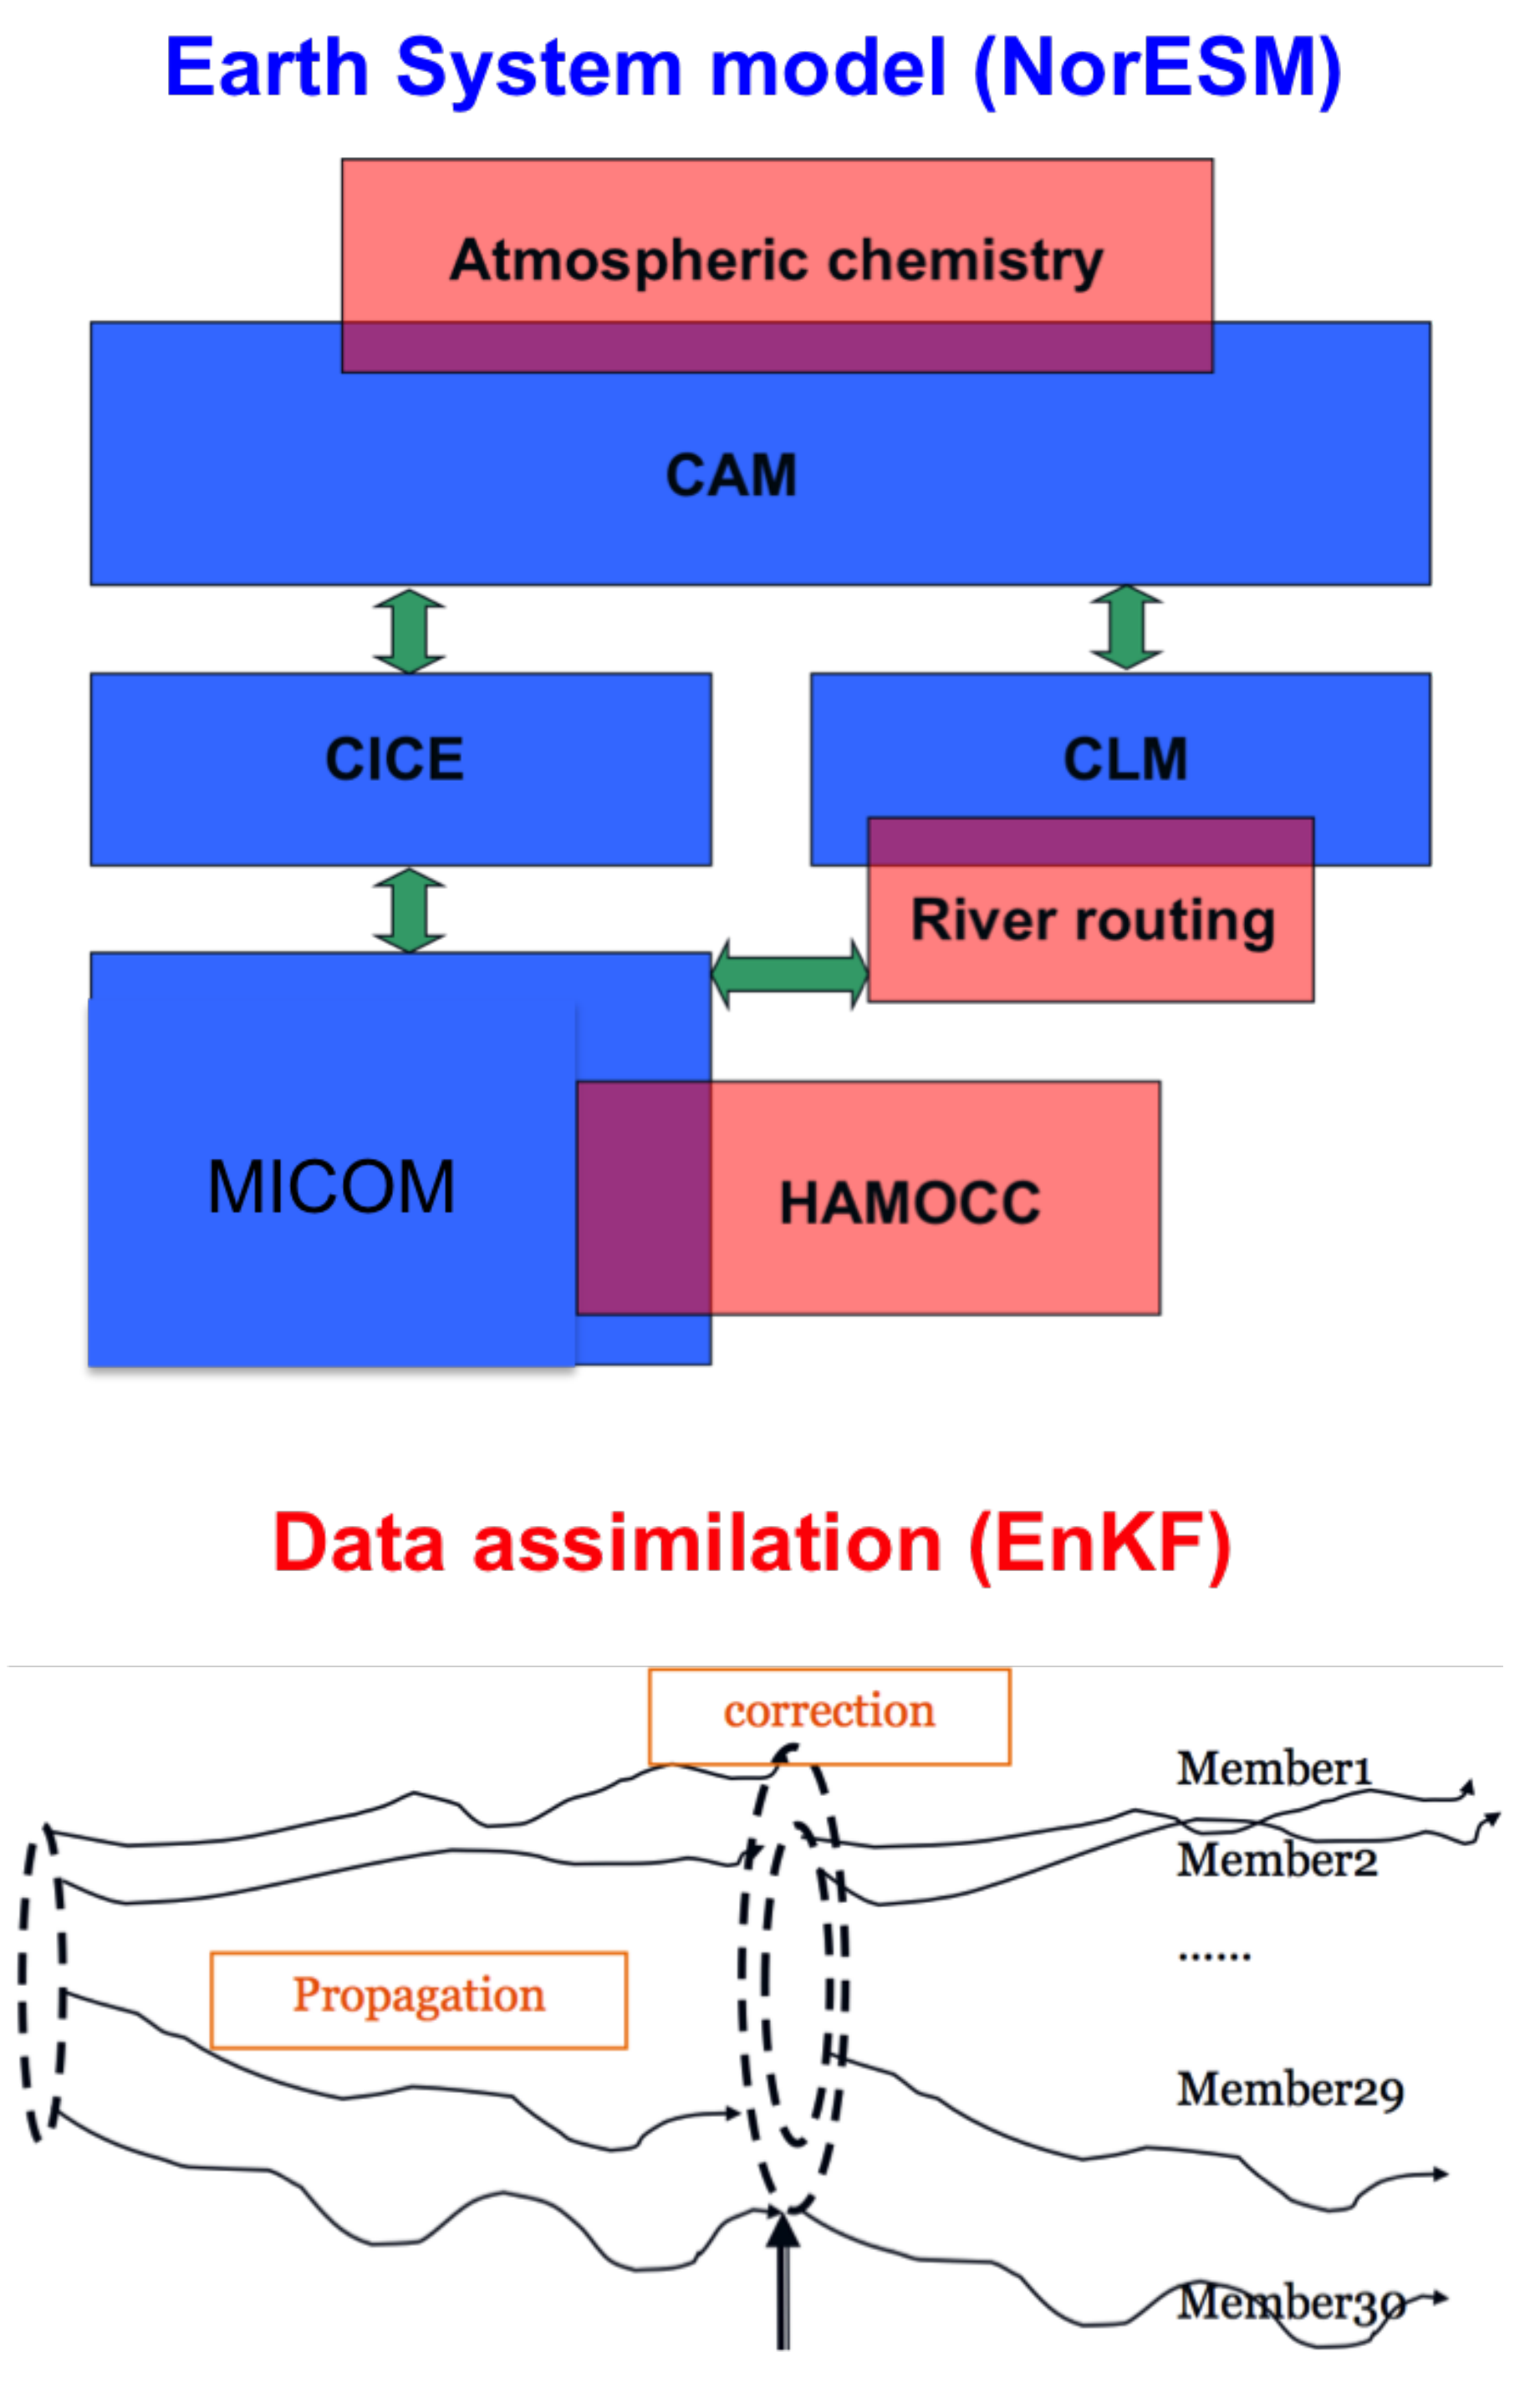 Earth System model (NorESM)
Atmospheric chemistry
CAM
CICE
CLM
River routing
MICOM
HAMOCC
Data assimilation (EnKF)
correction
Member1
Member2
......
Propagation
Member29
Member30